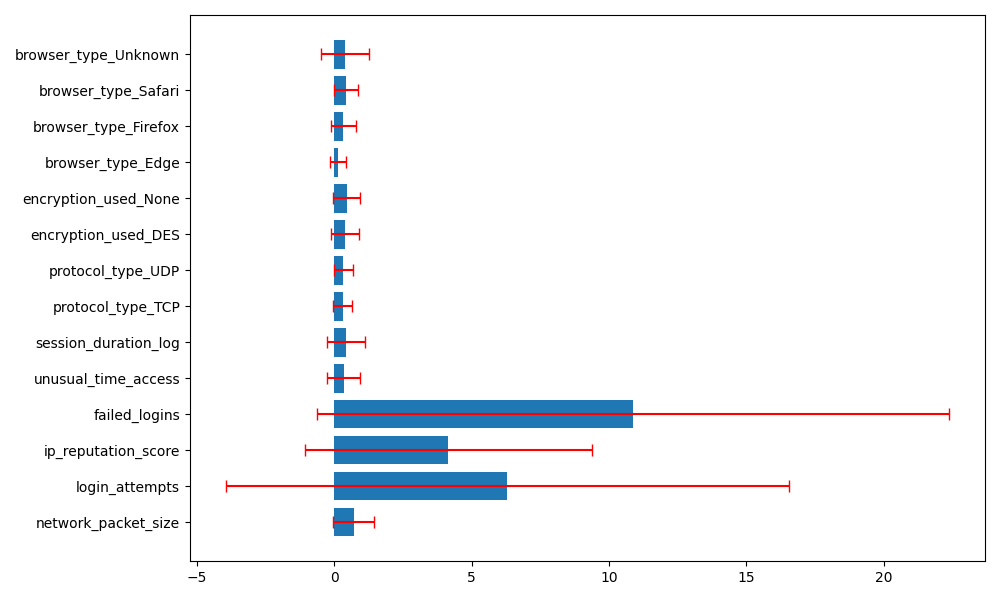 browser_type_Unknown
browser_type_Safari
browser_type_Firefox
browser_type_Edge
encryption_used_None
encryption_used_DES
protocol_type_UDP
protocol_type_TCP
session_duration_log
unusual_time_access
failed_logins
ip_reputation_score
login_attempts
network_packet_size
−5 0 5 10 15 20